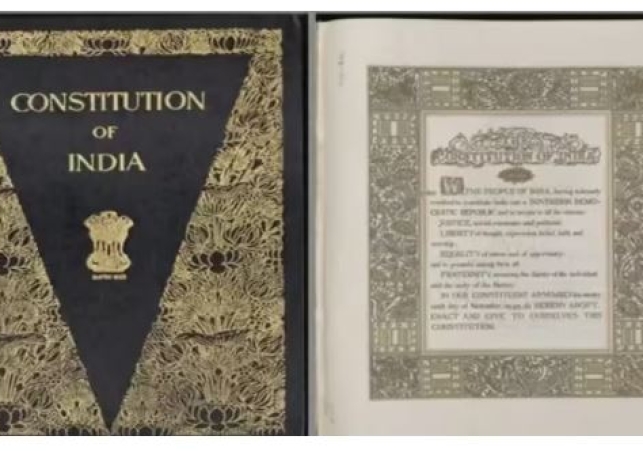 CONSTITUTION
OF
INDIA
CONSTITUTION OF INDIA
WE, THE PEOPLE OF INDIA, having solemnly
resolved to constitute India into a SOVEREIGN DEMO-
CRATIC REPUBLIC and to secure to all its citizens:
JUSTICE, social, economic and political;
LIBERTY of thought, expression, belief, faith and
worship;
EQUALITY of status and of opportunity;
and to promote among them all
FRATERNITY assuring the dignity of the individual
and the unity of the Nation;
IN OUR CONSTITUENT ASSEMBLY this twenty-
sixth day of November, 1949, do HEREBY ADOPT,
ENACT AND GIVE TO OURSELVES THIS
CONSTITUTION.